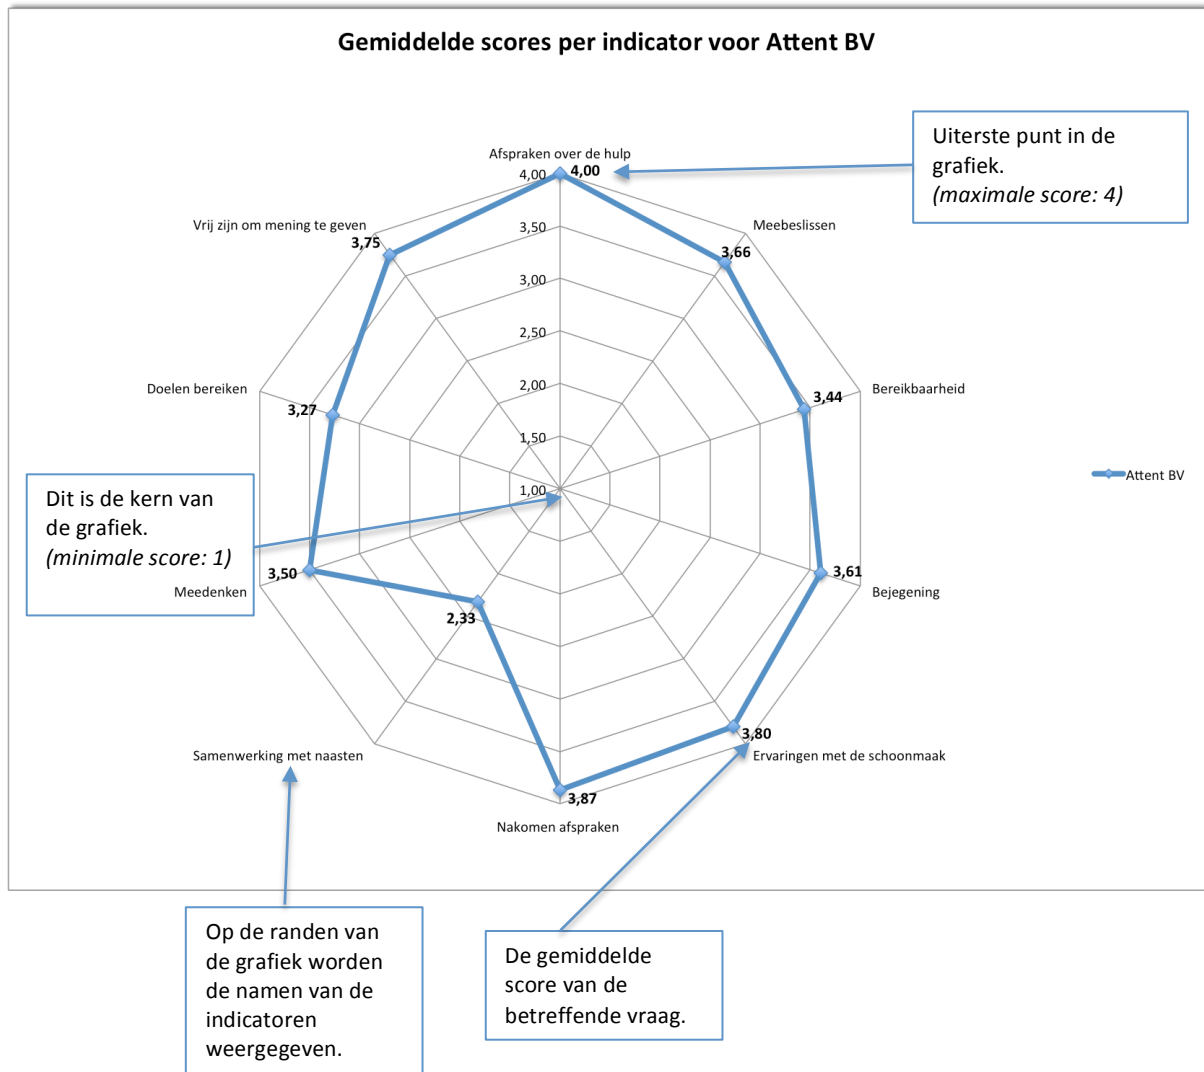 Gemiddelde scores per indicator voor Attent BV
Uiterste punt in de
grafiek.
(maximale score: 4)
Afspraken over de hulp
4,00
4,00
Vrij zijn om mening te geven
3,75
Meebeslissen
3,66
3,50
3,00
2,50
2,00
1,50
1,00
Doelen bereiken
3,27
Bereikbaarheid
3,44
Attent BV
Dit is de kern van
de grafiek.
(minimale score: 1)
3,50
Meedenken
3,61
Bejegening
2,33
Samenwerking met naasten
3,80
Ervaringen met de schoonmaak
3,87
Nakomen afspraken
Op de randen van
de grafiek worden
de namen van de
indicatoren
weergegeven.
De gemiddelde
score van de
betreffende vraag.